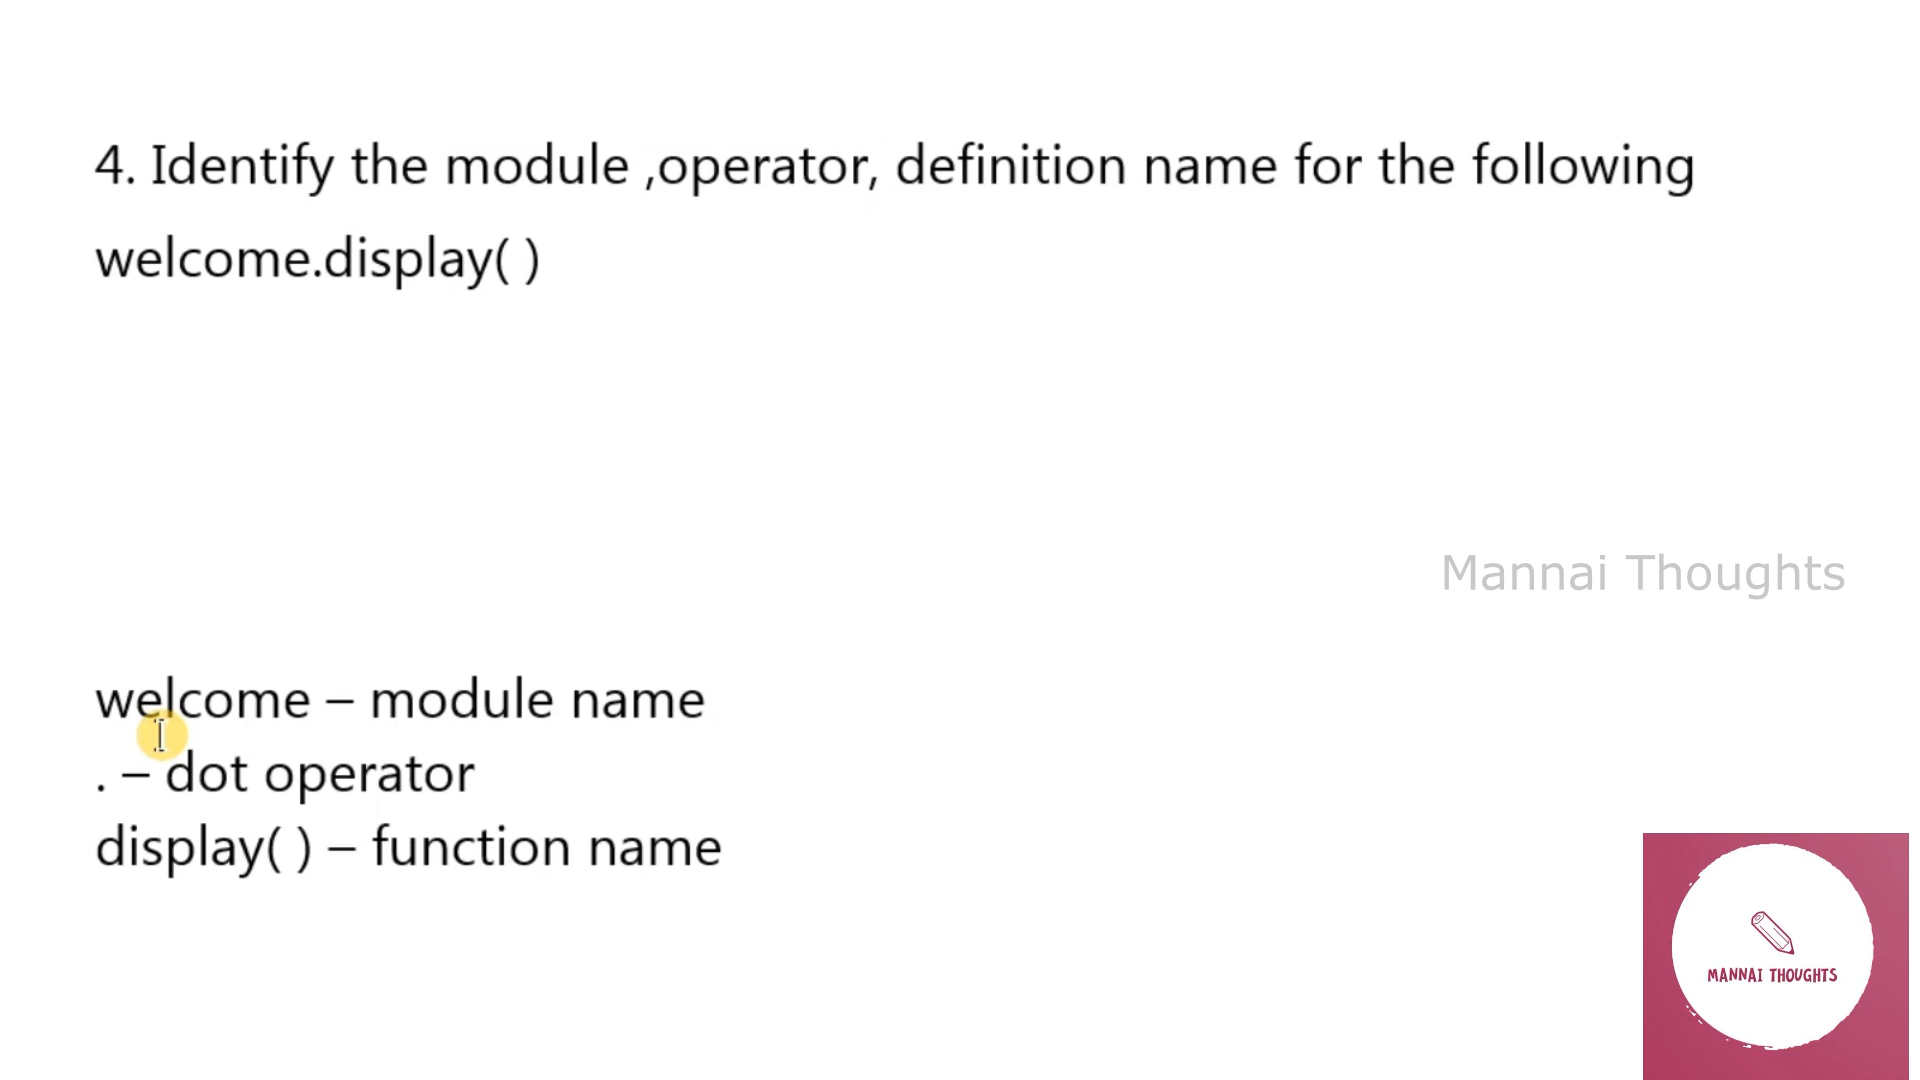 4. Identify the module ,operator, definition name for the following
welcome.display( )
Mannai Thoughts
welcome – module name
. – dot operator
display( ) – function name
MANNAI THOUGHTS